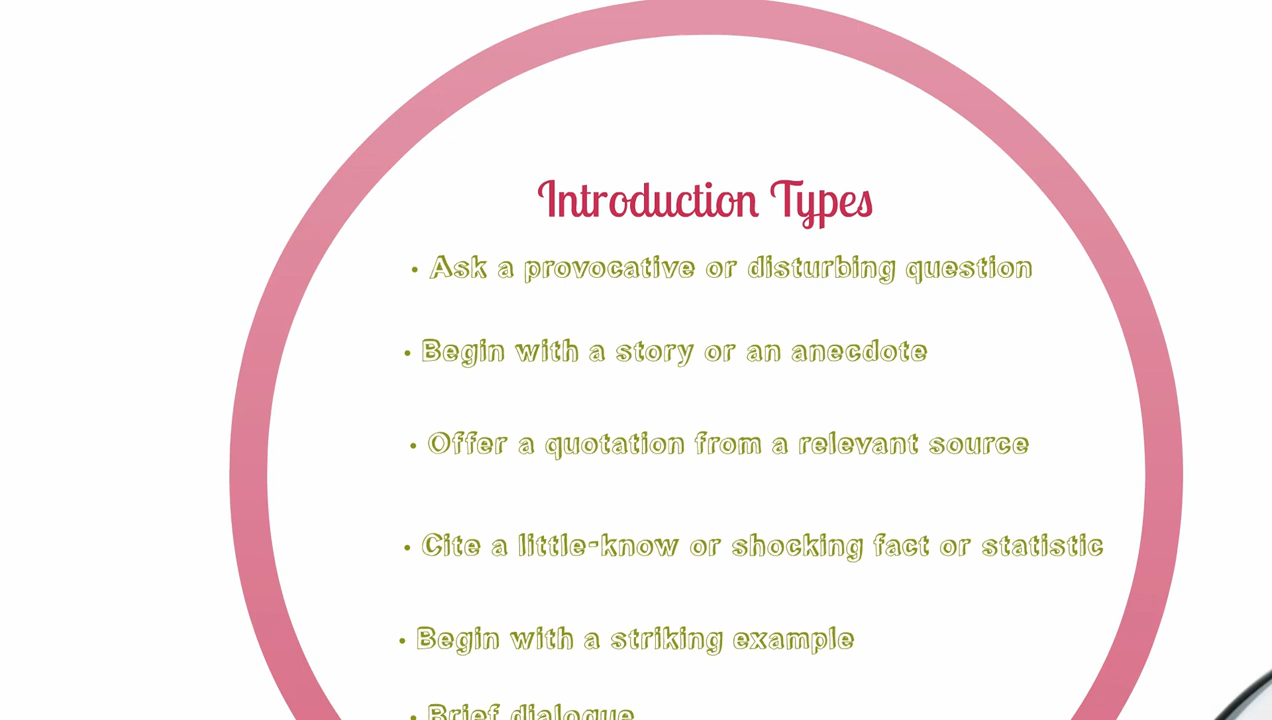 Introduction Types
• Ask a provocative or disturbing question
• Begin with a story or an anecdote
• Offer a quotation from a relevant source
• Cite a little-know or shocking fact or statistic
• Begin with a striking example
• Brief dialogue